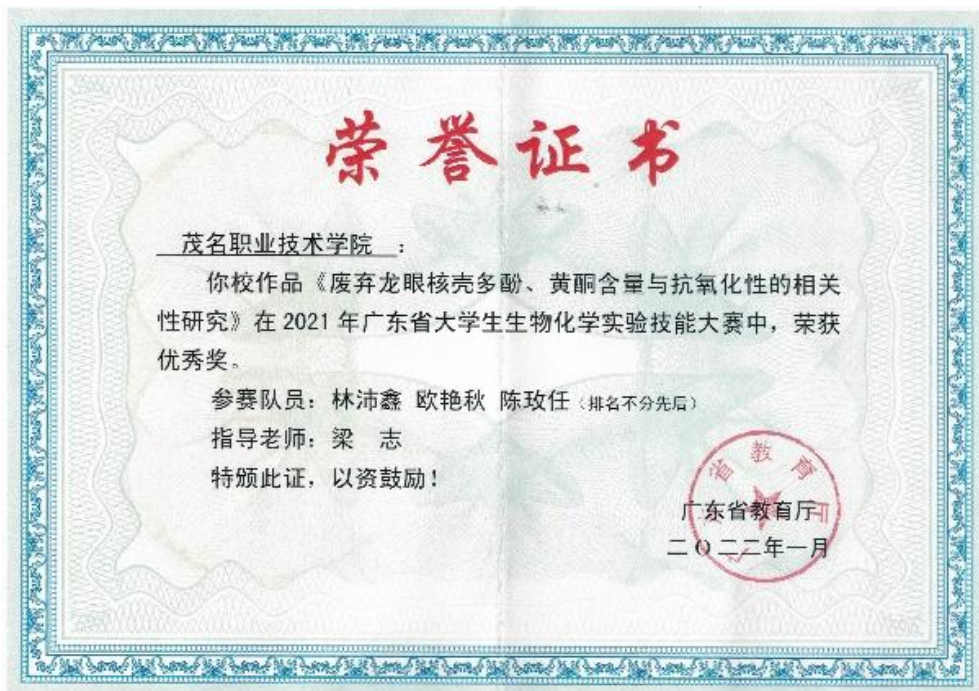 荣誉证书
茂名职业技术学院 ：
你校作品《废弃龙眼核壳多酚、黄酮含量与抗氧化性的相关
性研究》在 2021 年广东省大学生生物化学实验技能大赛中，荣获
优秀奖。
参赛队员：林沛鑫 欧艳秋 陈玫任（排名不分先后）
指导老师：梁 志
特颁此证，以资鼓励！
广东省教育厅
二〇二二年一月